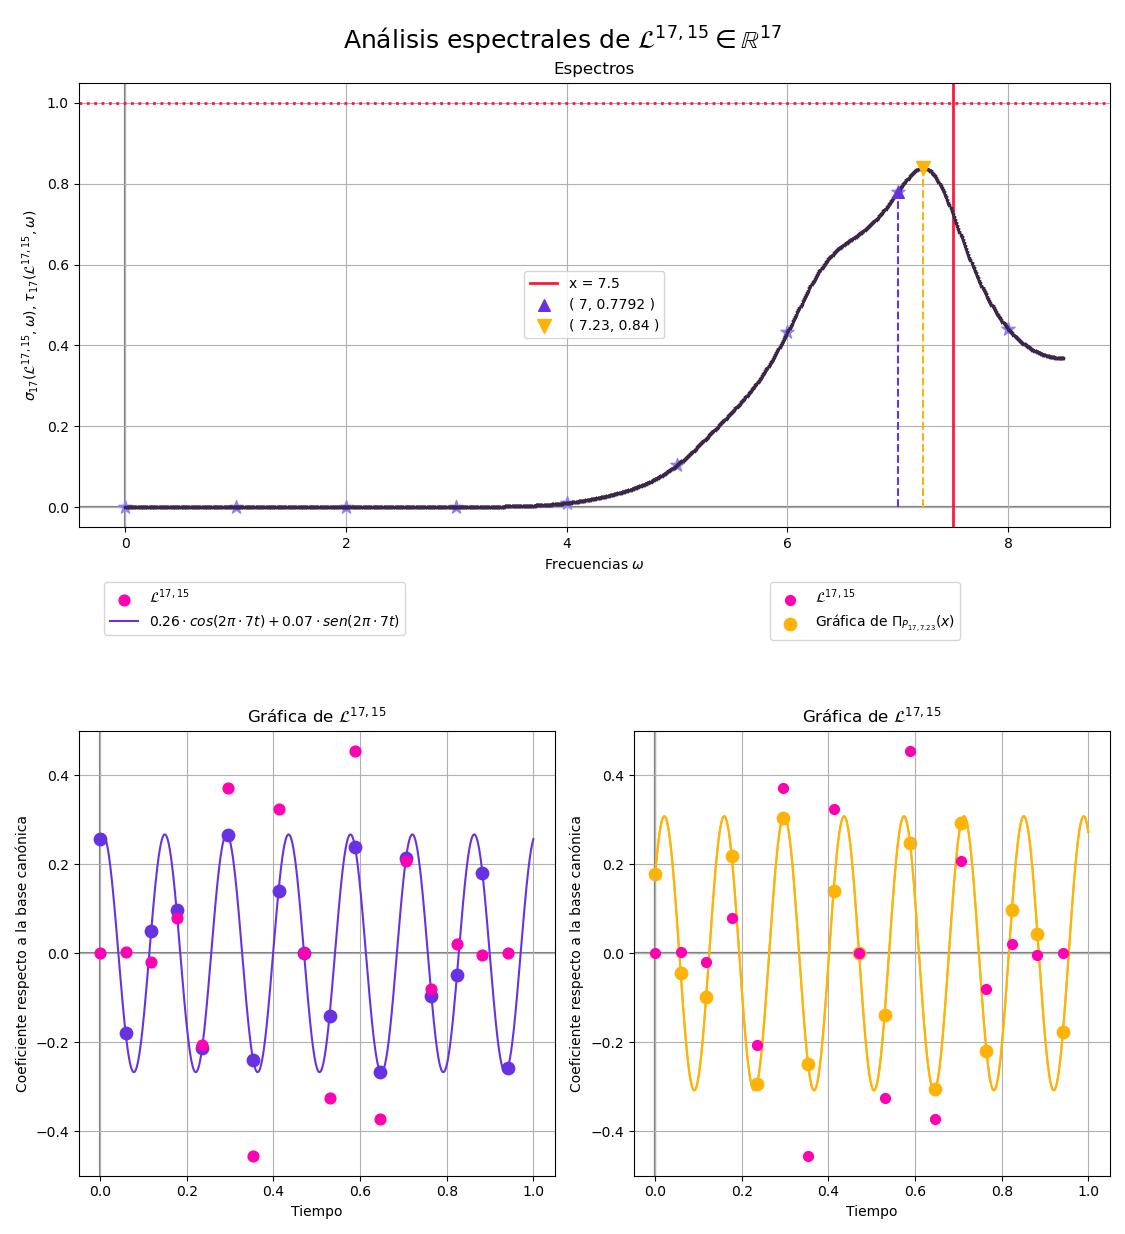 Análisis espectrales de 𝓛^{17,15} ∈ ℝ^{17}
Espectros
σ₁₇(𝓛^{17,15}, ω), τ₁₇(𝓛^{17,15}, ω)
1.0
0.8
0.6
0.4
0.2
0.0
x = 7.5
( 7, 0.7792 )
( 7.23, 0.84 )
0 2 4 6 8
Frecuencias ω
𝓛^{17,15}
0.26 · cos(2π · 7t) + 0.07 · sen(2π · 7t)
𝓛^{17,15}
Gráfica de Π_{P_{17,7.23}}(x)
Gráfica de 𝓛^{17,15}
Coeficiente respecto a la base canónica
0.4
0.2
0.0
−0.2
−0.4
0.0 0.2 0.4 0.6 0.8 1.0
Tiempo
Gráfica de 𝓛^{17,15}
Coeficiente respecto a la base canónica
0.4
0.2
0.0
−0.2
−0.4
0.0 0.2 0.4 0.6 0.8 1.0
Tiempo